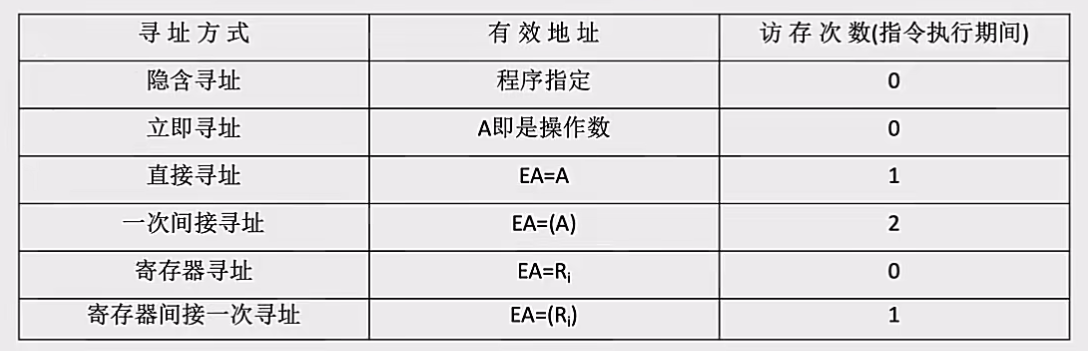 寻址方式 有效地址 访存次数(指令执行期间)
隐含寻址 程序指定 0
立即寻址 A即是操作数 0
直接寻址 EA=A 1
一次间接寻址 EA=(A) 2
寄存器寻址 EA=Ri 0
寄存器间接一次寻址 EA=(Ri) 1